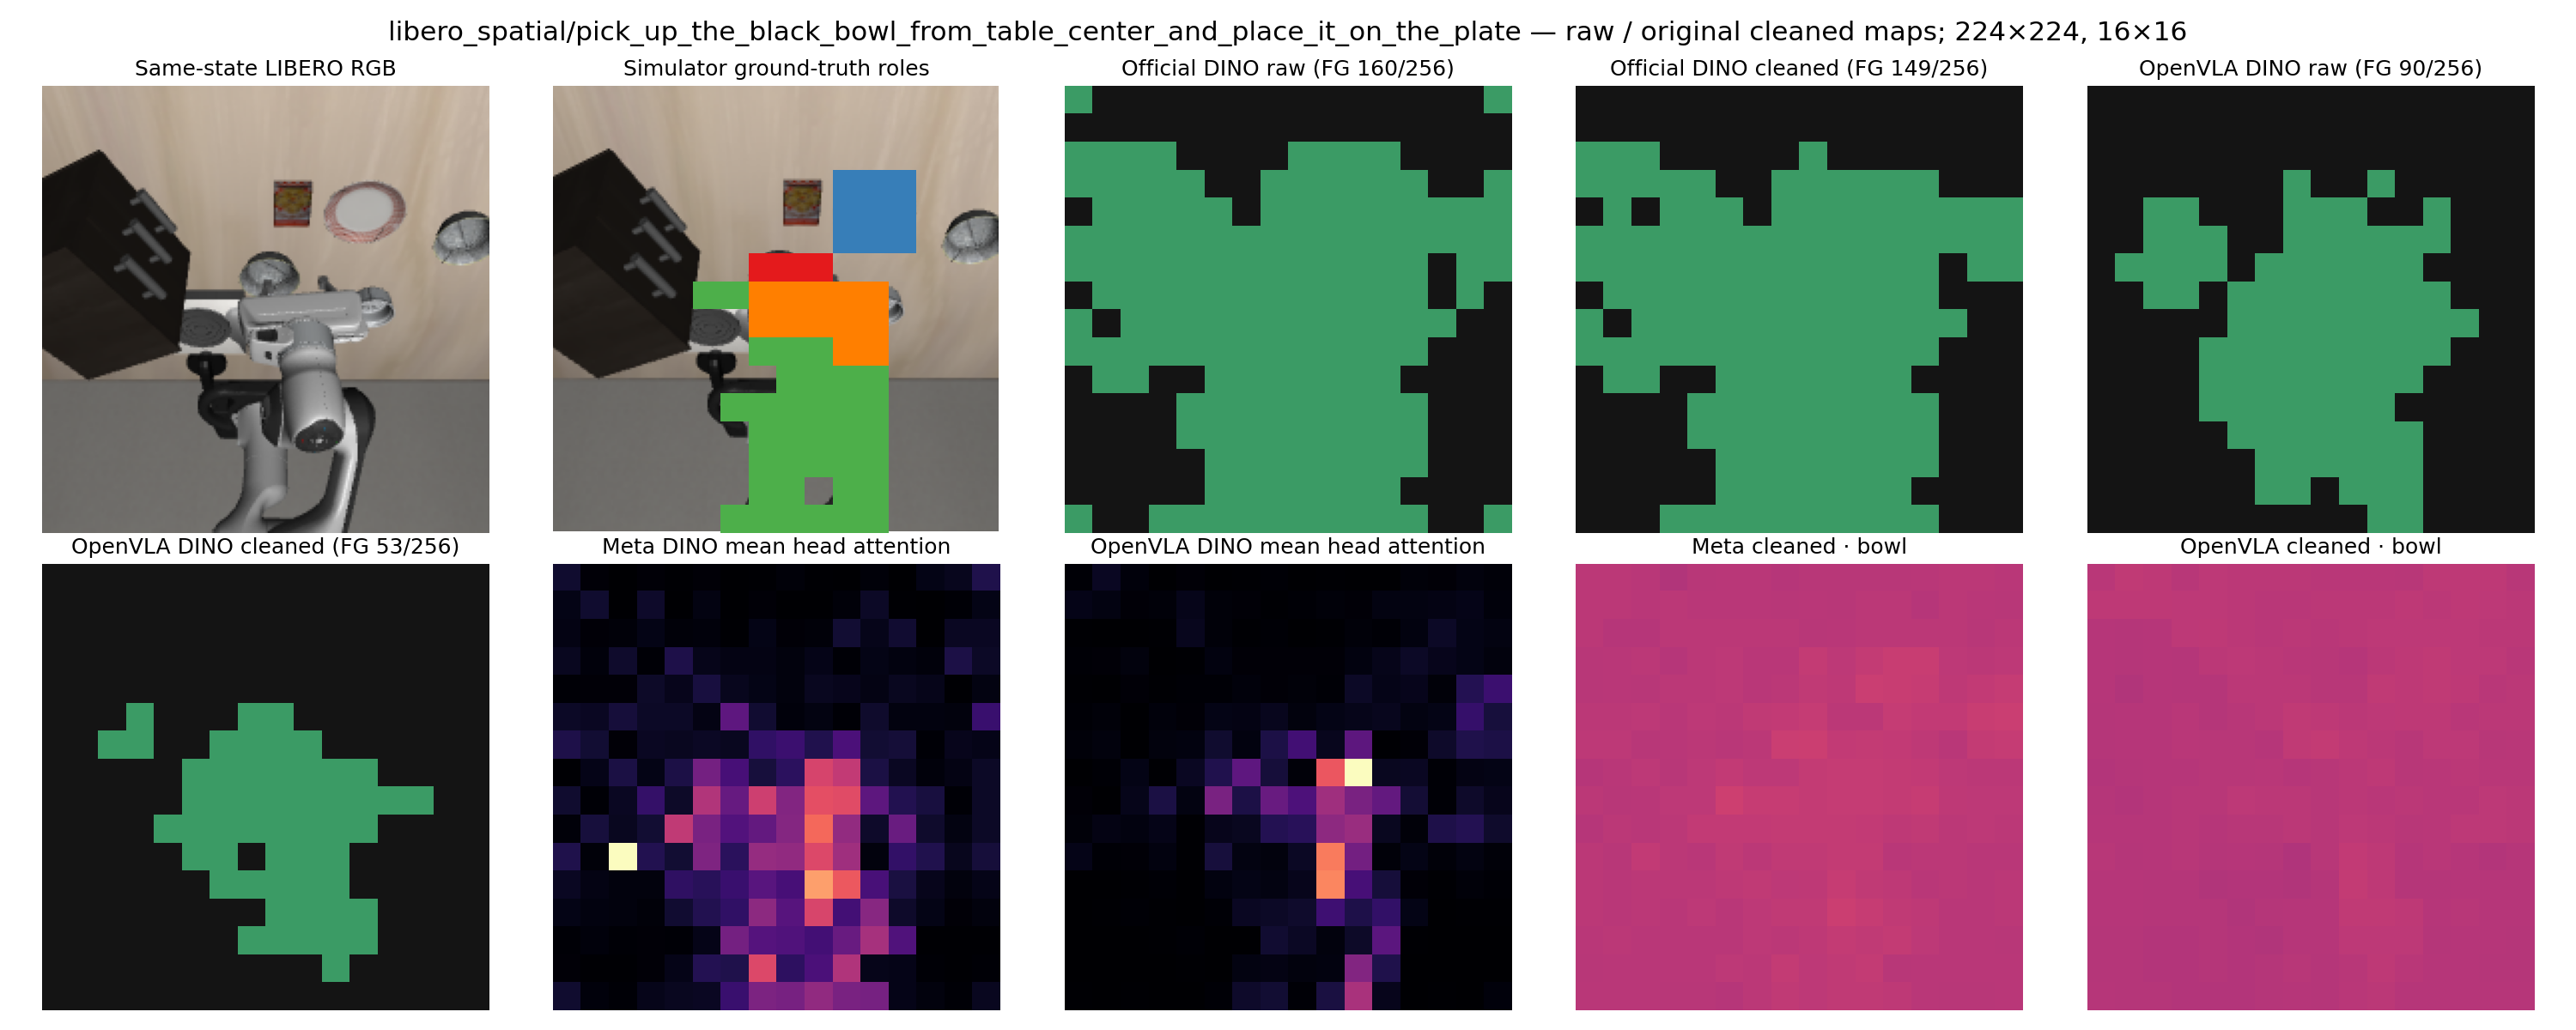 libero_spatial/pick_up_the_black_bowl_from_table_center_and_place_it_on_the_plate — raw / original cleaned maps; 224×224, 16×16
Same-state LIBERO RGB
Simulator ground-truth roles
Official DINO raw (FG 160/256)
Official DINO cleaned (FG 149/256)
OpenVLA DINO raw (FG 90/256)
OpenVLA DINO cleaned (FG 53/256)
Meta DINO mean head attention
OpenVLA DINO mean head attention
Meta cleaned · bowl
OpenVLA cleaned · bowl